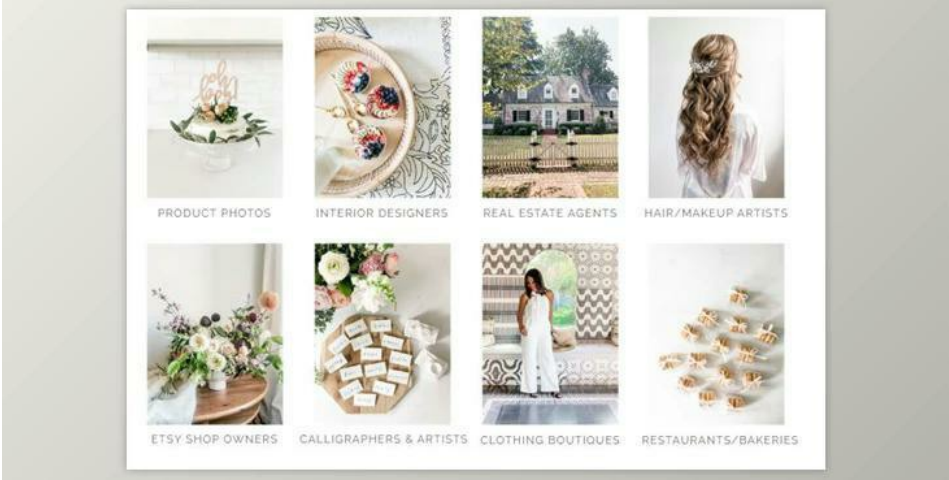 oh
PRODUCT PHOTOS
INTERIOR DESIGNERS
REAL ESTATE AGENTS
HAIR/MAKEUP ARTISTS
ETSY SHOP OWNERS
CALLIGRAPHERS & ARTISTS
CLOTHING BOUTIQUES
RESTAURANTS/BAKERIES